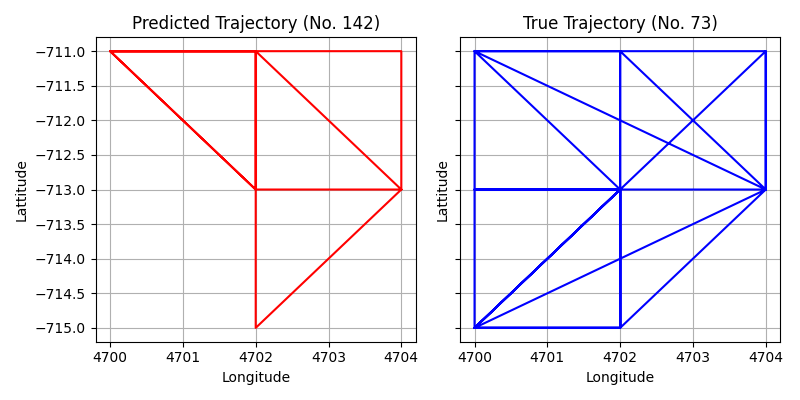 Predicted Trajectory (No. 142)
True Trajectory (No. 73)
−711.0
−711.5
−712.0
−712.5
−713.0
−713.5
−714.0
−714.5
−715.0
Lattitude
Lattitude
4700 4701 4702 4703 4704
4700 4701 4702 4703 4704
Longitude
Longitude